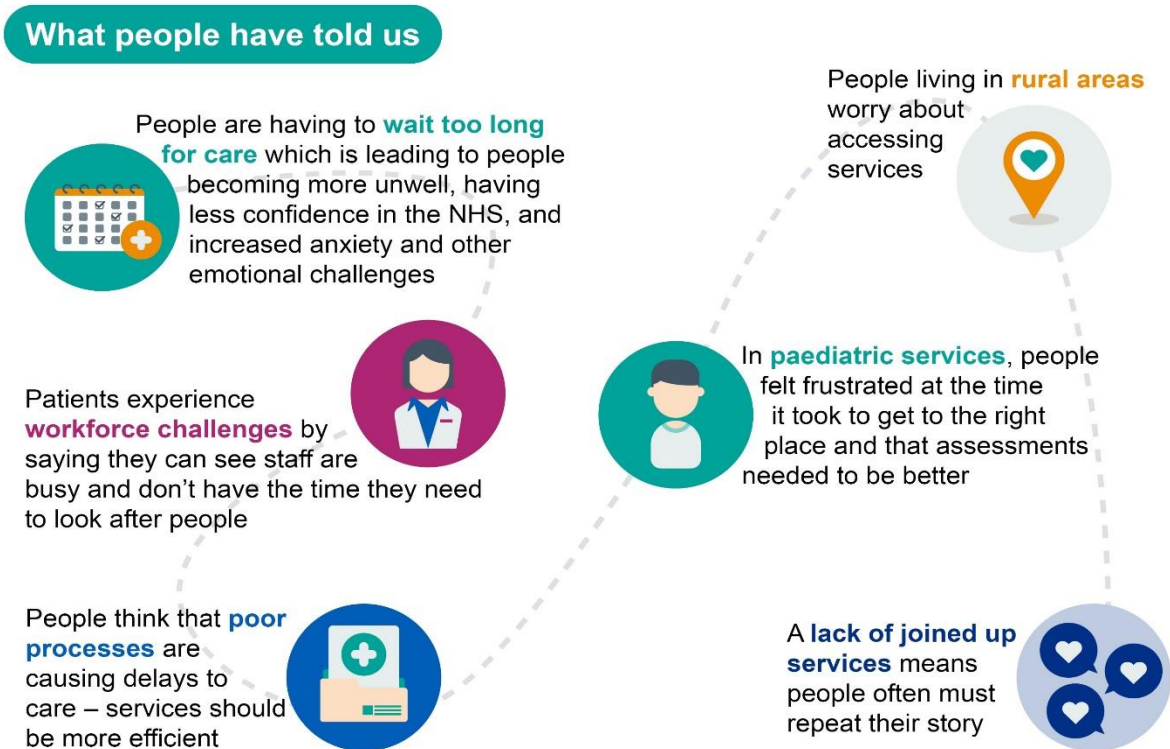 What people have told us
People are having to wait too long
for care which is leading to people
becoming more unwell, having
less confidence in the NHS, and
increased anxiety and other
emotional challenges
Patients experience
workforce challenges by
saying they can see staff are
busy and don’t have the time they need
to look after people
People think that poor
processes are
causing delays to
care – services should
be more efficient
In paediatric services, people
felt frustrated at the time
it took to get to the right
place and that assessments
needed to be better
People living in rural areas
worry about
accessing
services
A lack of joined up
services means
people often must
repeat their story